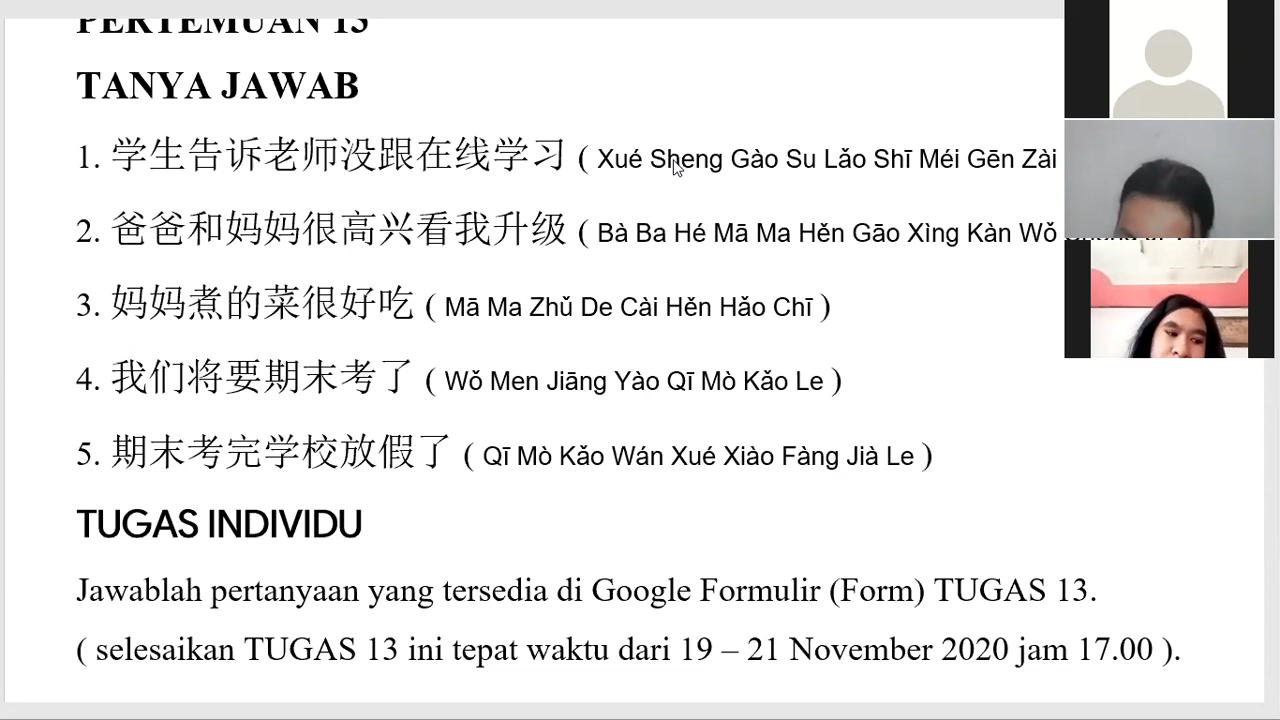 PERTEMUAN 13
TANYA JAWAB
1. 学生告诉老师没跟在线学习 ( Xué Sheng Gào Su Lǎo Shī Méi Gēn Zài
2. 爸爸和妈妈很高兴看我升级 ( Bà Ba Hé Mā Ma Hěn Gāo Xìng Kàn Wǒ
3. 妈妈煮的菜很好吃 ( Mā Ma Zhǔ De Cài Hěn Hǎo Chī )
4. 我们将要期末考了 ( Wǒ Men Jiāng Yào Qī Mò Kǎo Le )
5. 期末考完学校放假了 ( Qī Mò Kǎo Wán Xué Xiào Fàng Jià Le )
TUGAS INDIVIDU
Jawablah pertanyaan yang tersedia di Google Formulir (Form) TUGAS 13.
( selesaikan TUGAS 13 ini tepat waktu dari 19 – 21 November 2020 jam 17.00 ).